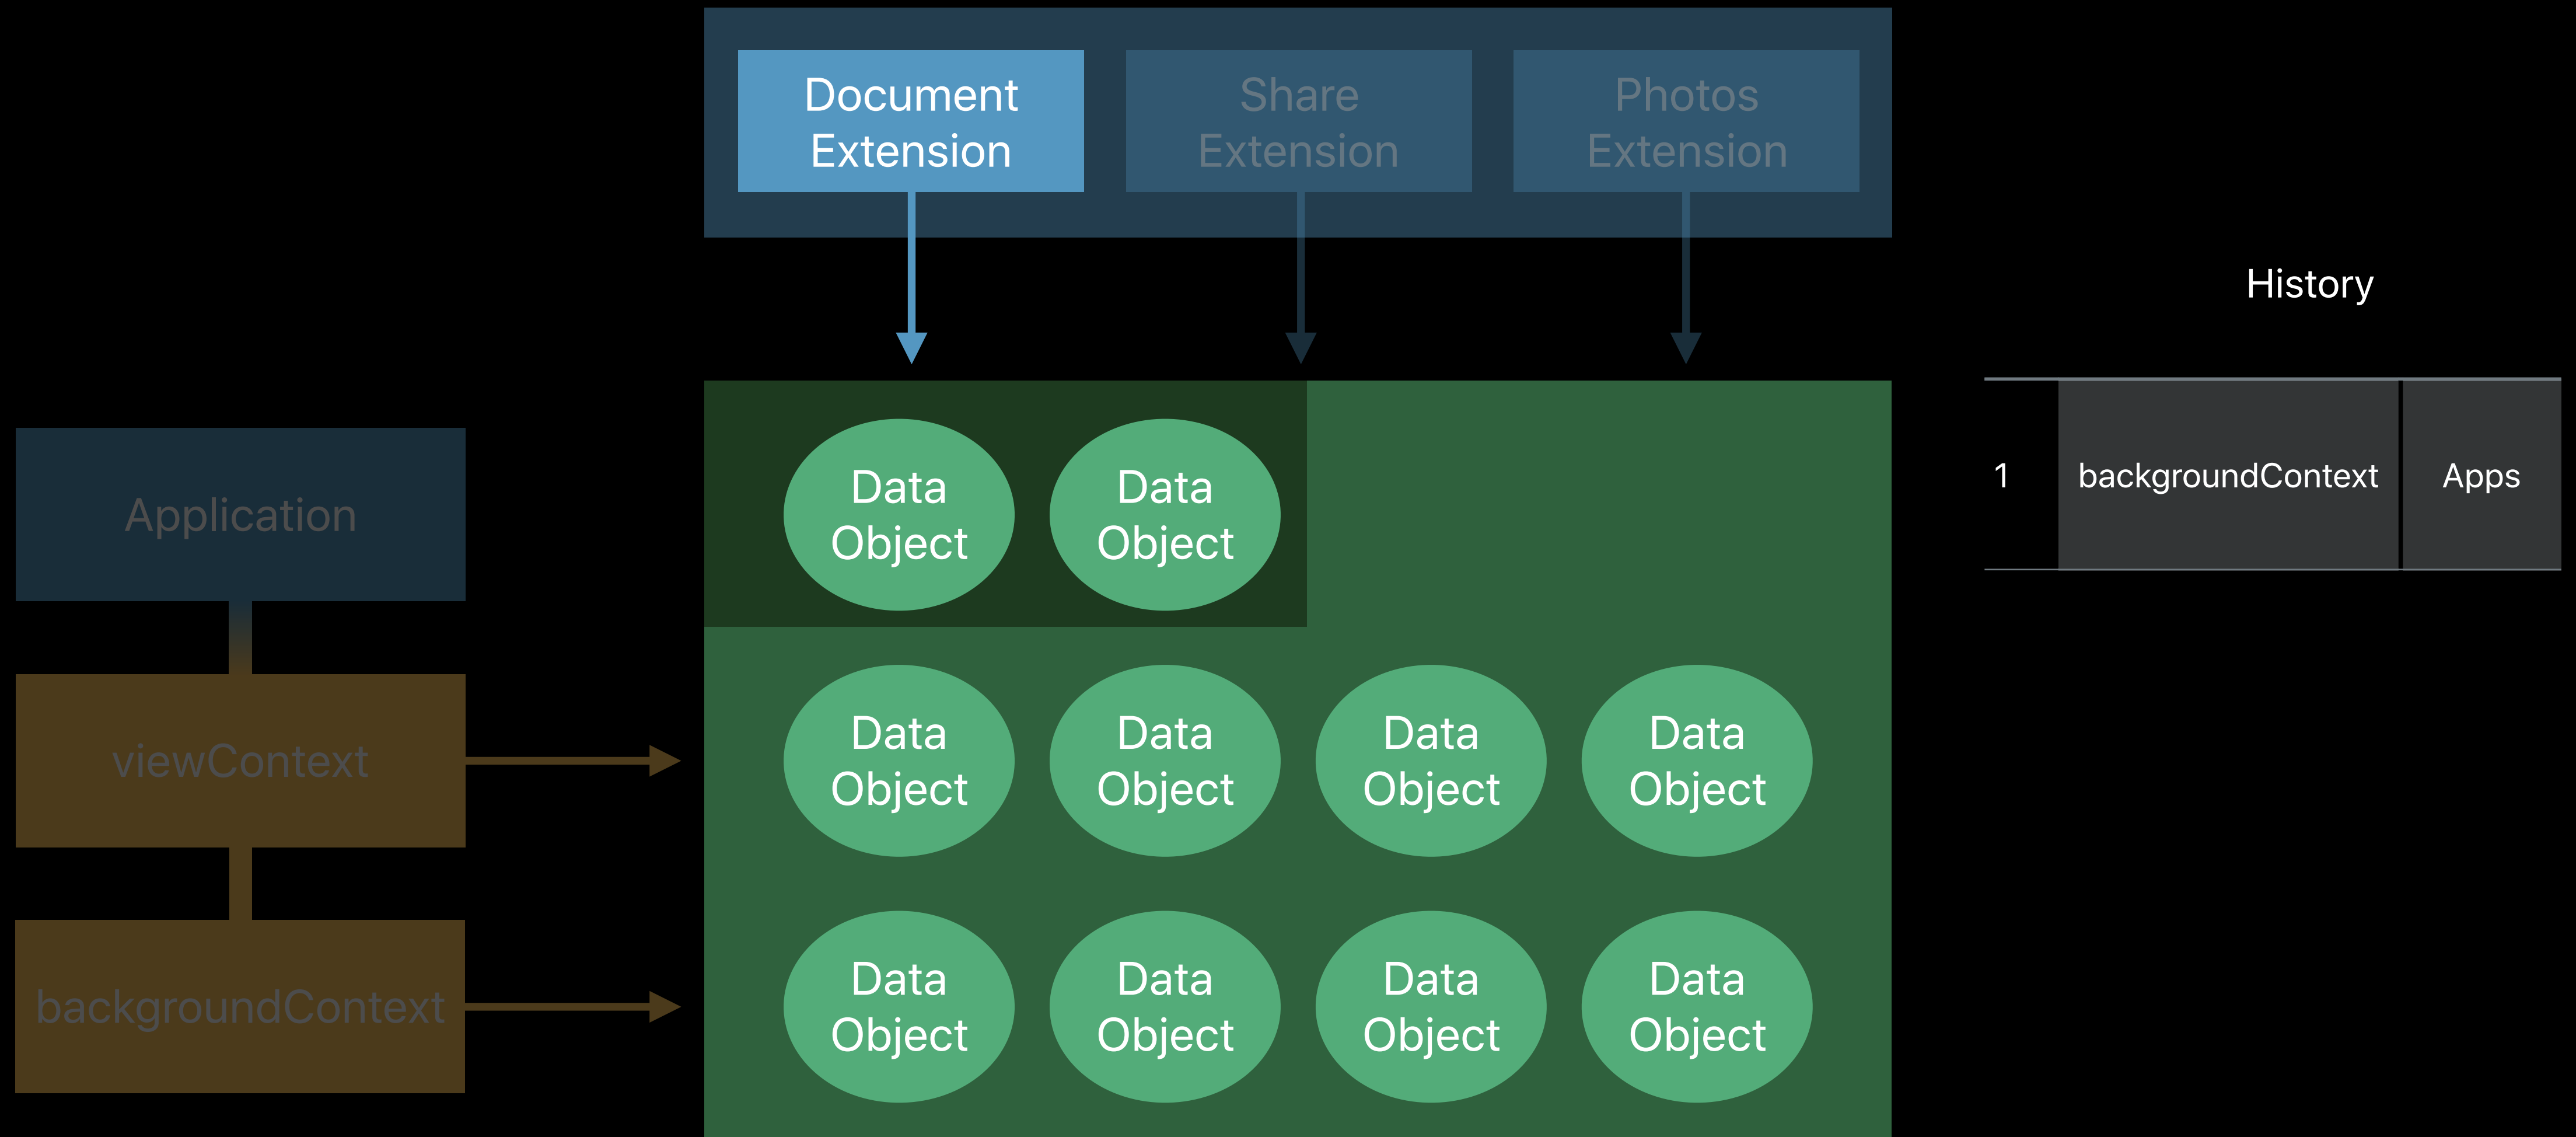 Document
Extension
Share
Extension
Photos
Extension
History
1 backgroundContext Apps
Application
viewContext
backgroundContext
Data
Object
Data
Object
Data
Object
Data
Object
Data
Object
Data
Object
Data
Object
Data
Object
Data
Object
Data
Object